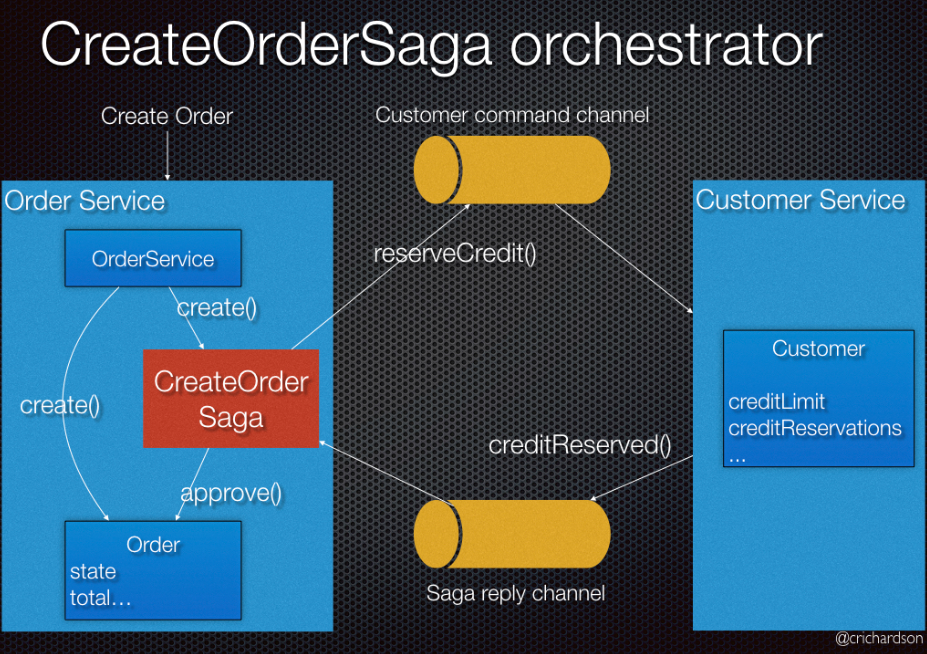 CreateOrderSaga orchestrator
Create Order
Customer command channel
Order Service
Customer Service
OrderService
reserveCredit()
create()
Customer
CreateOrder
Saga
create()
creditLimit
creditReservations
...
creditReserved()
approve()
Order
state
total...
Saga reply channel
@crichardson